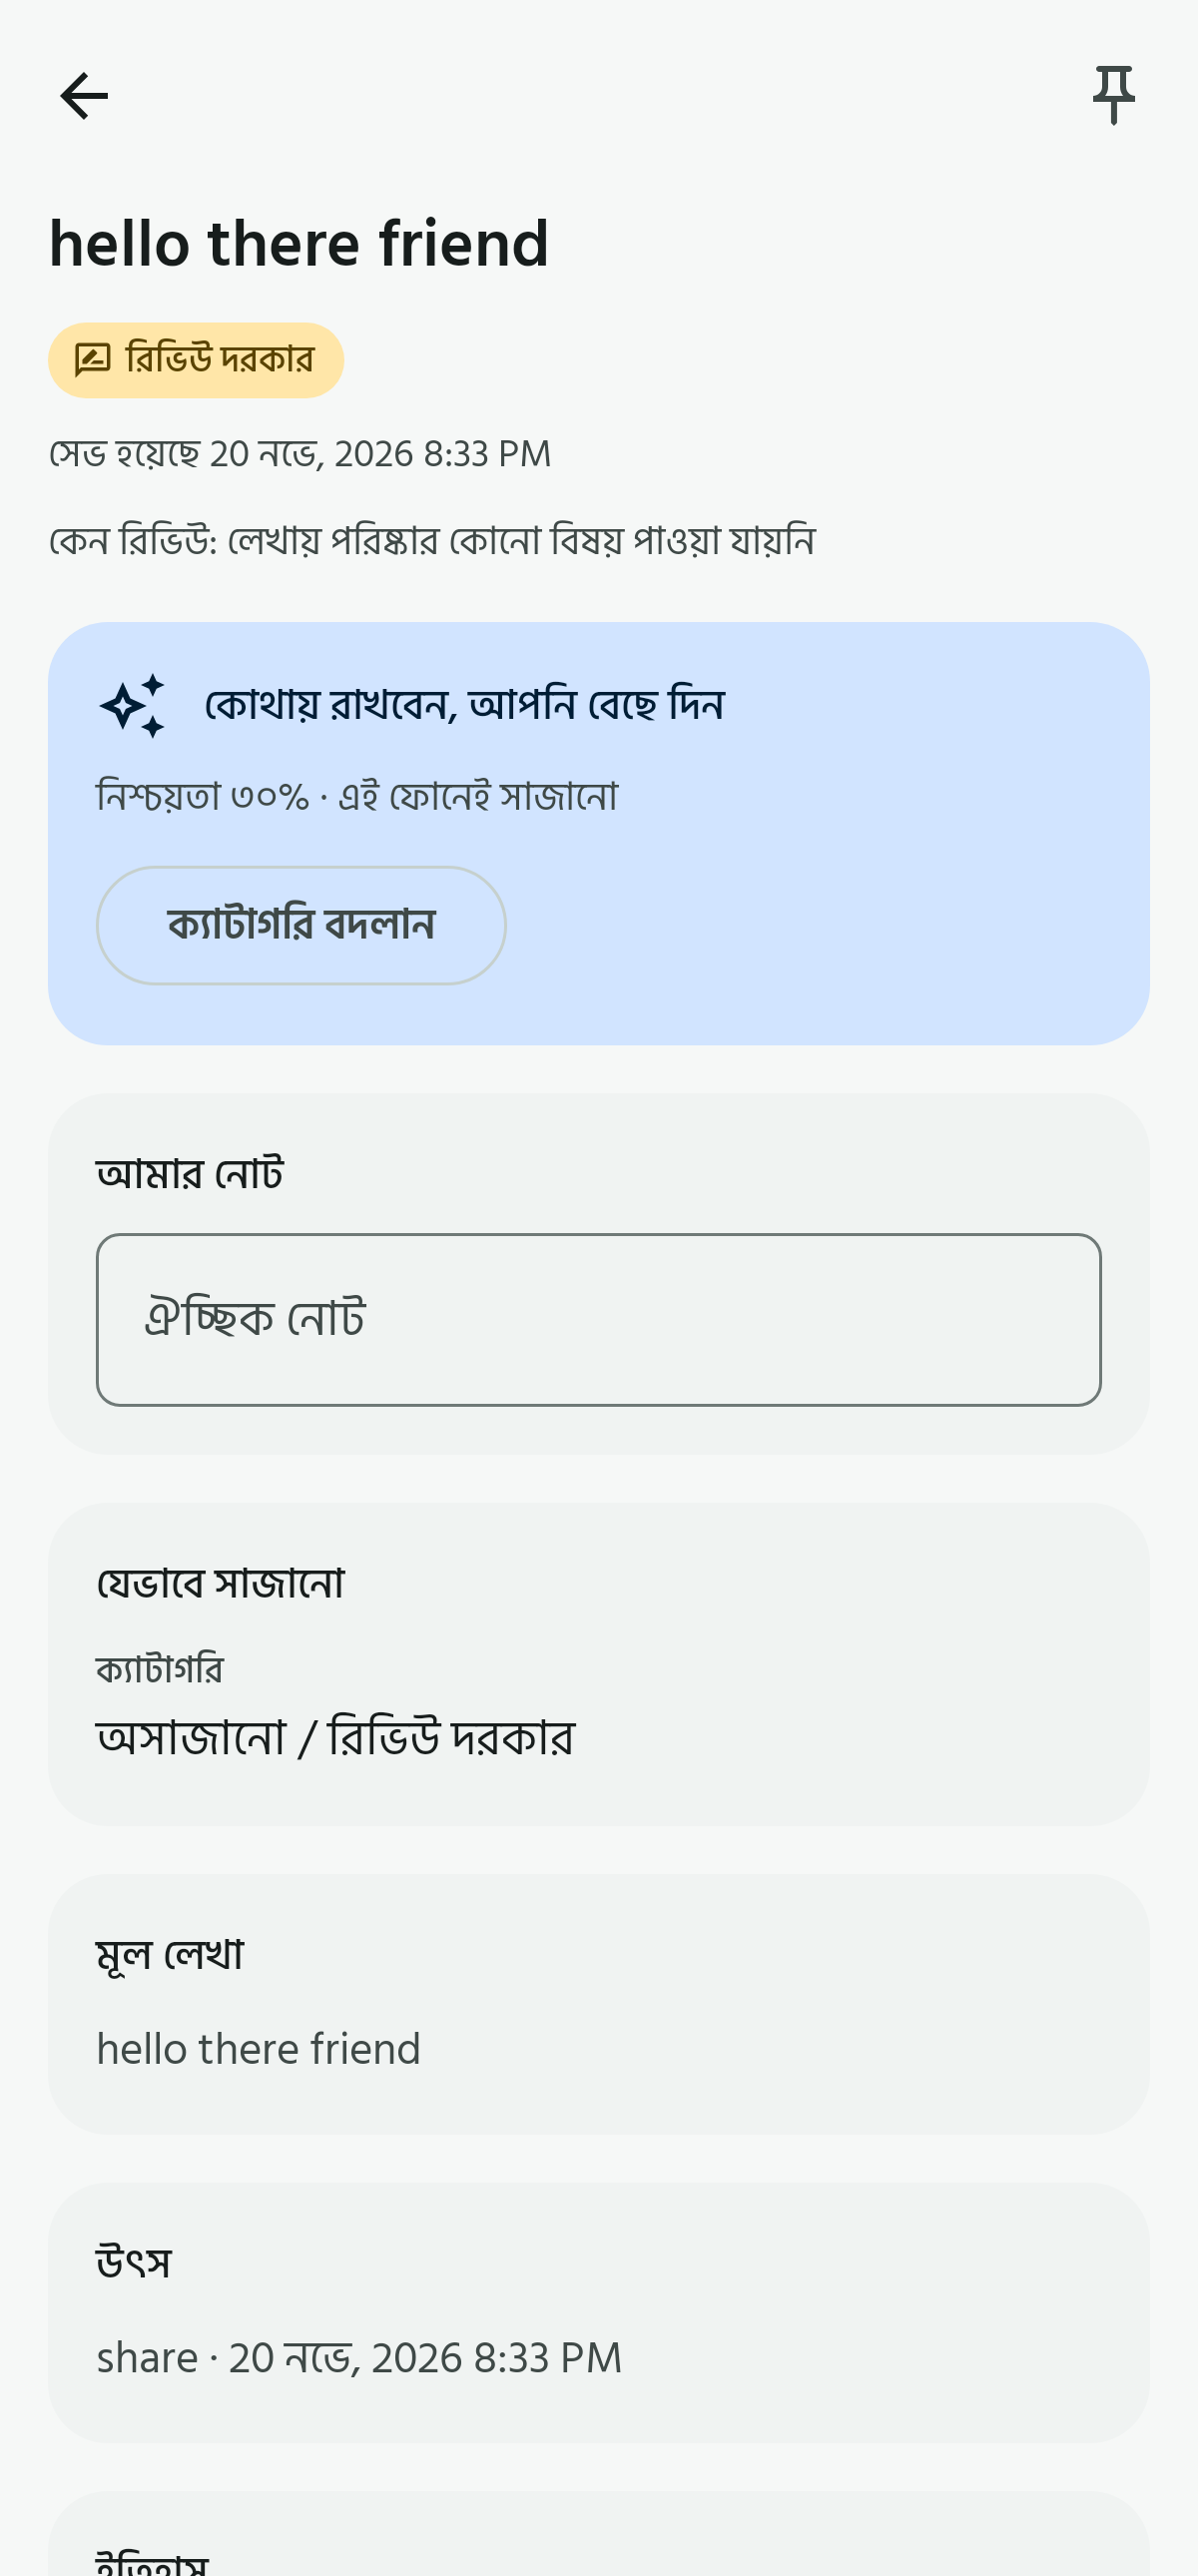 hello there friend
রিভিউ দরকার
সেভ হয়েছে 20 নভে, 2026 8:33 PM
কেন রিভিউ: লেখায় পরিষ্কার কোনো বিষয় পাওয়া যায়নি
কোথায় রাখবেন, আপনি বেছে দিন
নিশ্চয়তা ৩০% · এই ফোনেই সাজানো
ক্যাটাগরি বদলান
আমার নোট
ঐচ্ছিক নোট
যেভাবে সাজানো
ক্যাটাগরি
অসাজানো / রিভিউ দরকার
মূল লেখা
hello there friend
উৎস
share · 20 নভে, 2026 8:33 PM
ইতিহাস